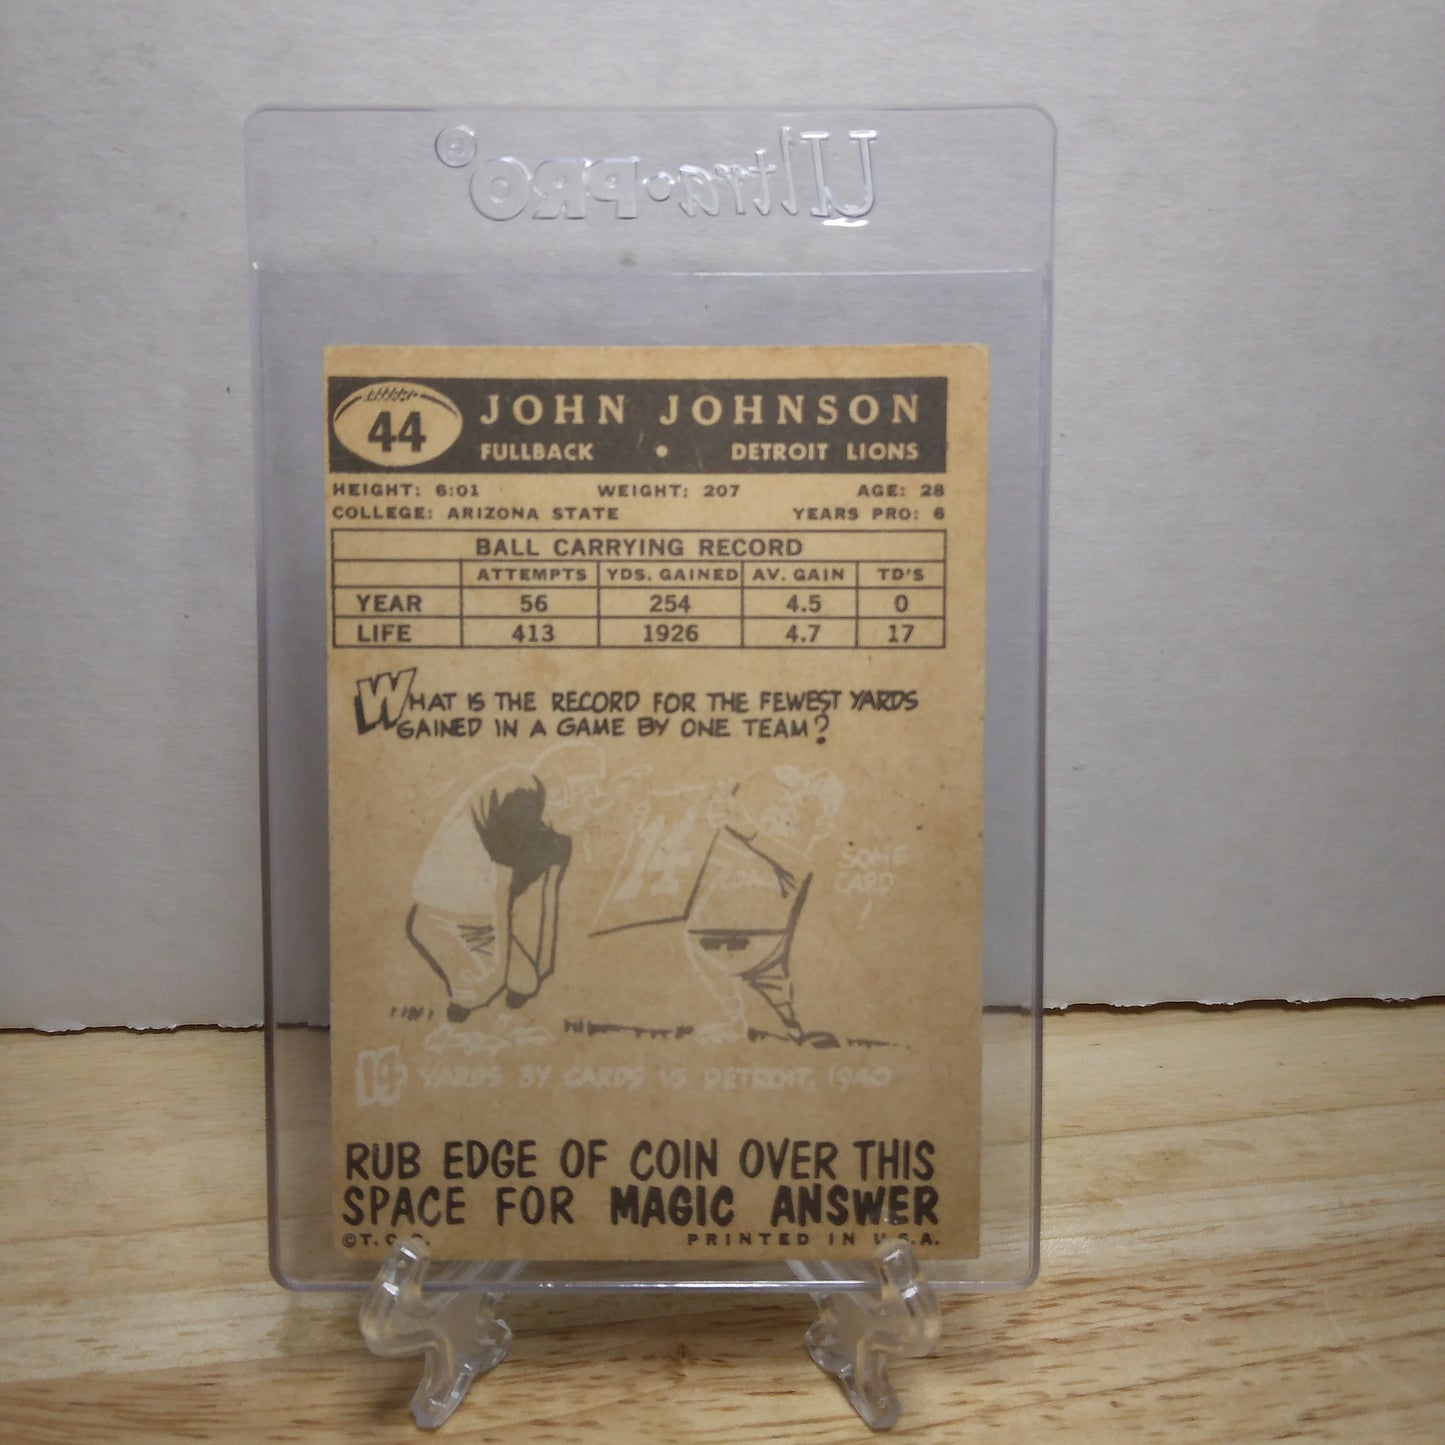 Ultra·PRO®
44
JOHN JOHNSON
FULLBACK • DETROIT LIONS
HEIGHT: 6:01 WEIGHT: 207 AGE: 28
COLLEGE: ARIZONA STATE YEARS PRO: 6
BALL CARRYING RECORD
ATTEMPTS YDS. GAINED AV. GAIN TD'S
YEAR 56 254 4.5 0
LIFE 413 1926 4.7 17
WHAT IS THE RECORD FOR THE FEWEST YARDS
GAINED IN A GAME BY ONE TEAM?
14
COACH
SOME
CARD
14 YARDS BY CARDS VS. DETROIT, 1940
RUB EDGE OF COIN OVER THIS
SPACE FOR MAGIC ANSWER
©T.C.G. PRINTED IN U.S.A.